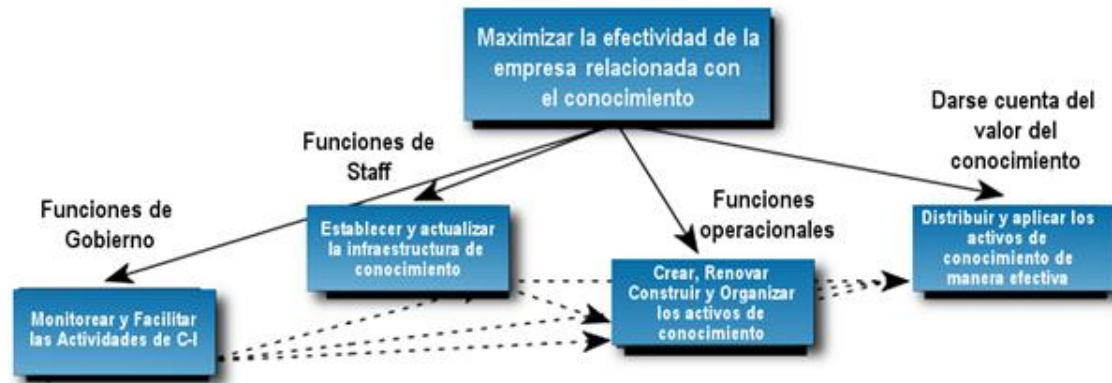 Maximizar la efectividad de la
empresa relacionada con
el conocimiento
Funciones de
Gobierno
Monitorear y Facilitar
las Actividades de C-I
Funciones de
Staff
Establecer y actualizar
la infraestructura de
conocimiento
Funciones
operacionales
Crear, Renovar
Construir y Organizar
los activos de
conocimiento
Darse cuenta del
valor del
conocimiento
Distribuir y aplicar los
activos de
conocimiento de
manera efectiva